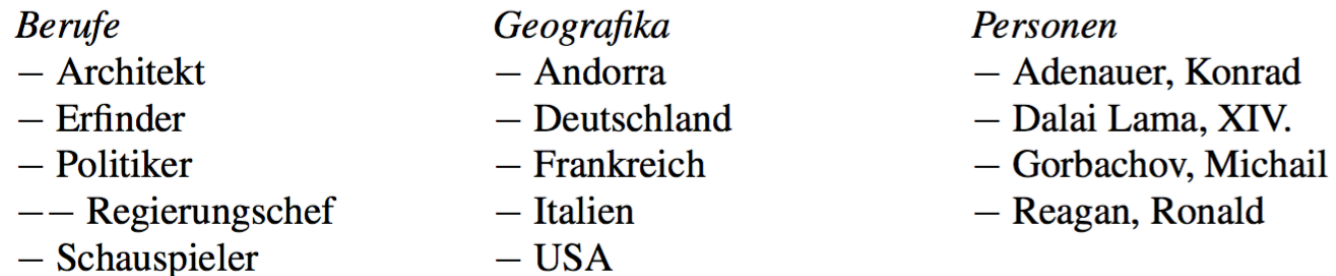 Berufe
– Architekt
– Erfinder
– Politiker
–– Regierungschef
– Schauspieler
Geografika
– Andorra
– Deutschland
– Frankreich
– Italien
– USA
Personen
– Adenauer, Konrad
– Dalai Lama, XIV.
– Gorbachov, Michail
– Reagan, Ronald